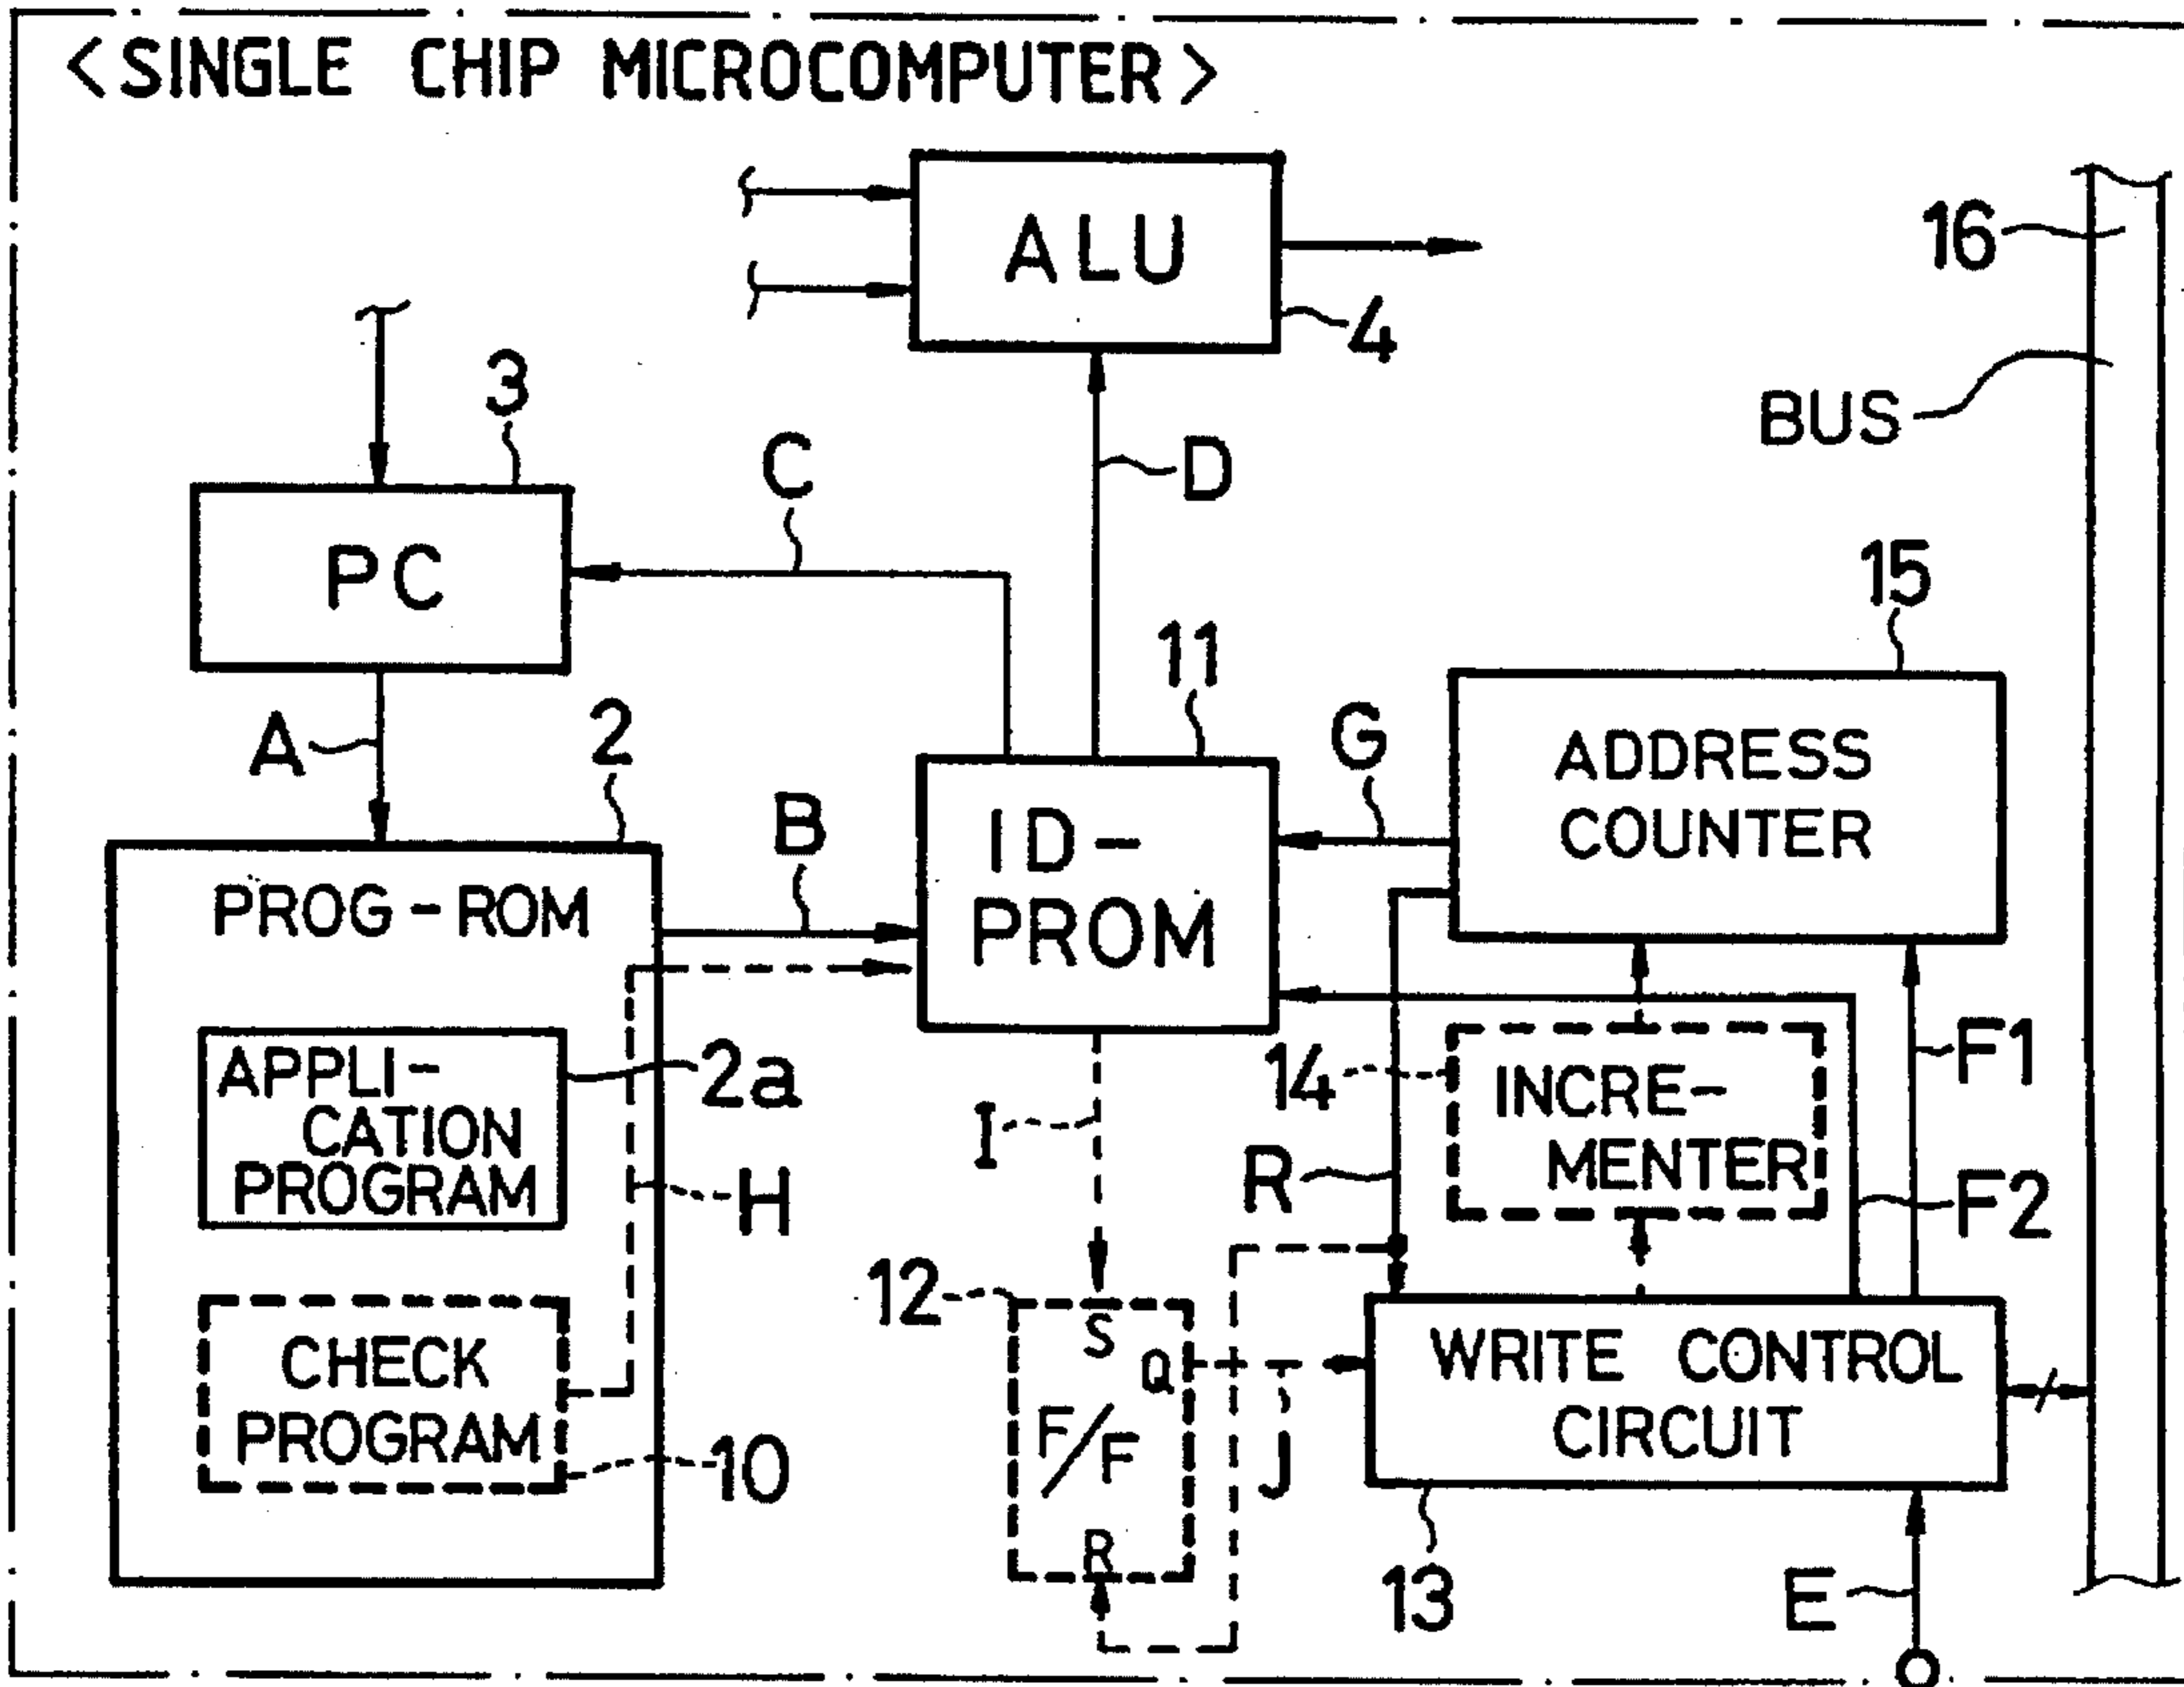 <SINGLE CHIP MICROCOMPUTER>
ALU
4
16
BUS
3
PC
C
D
15
A
2
B
11
G
ADDRESS
COUNTER
ID-
PROM
PROG-ROM
APPLI-
CATION
PROGRAM
2a
H
CHECK
PROGRAM
10
I
14
INCRE-
MENTER
F1
F2
R
12
S
Q
F/F
R
J
WRITE CONTROL
CIRCUIT
13
E